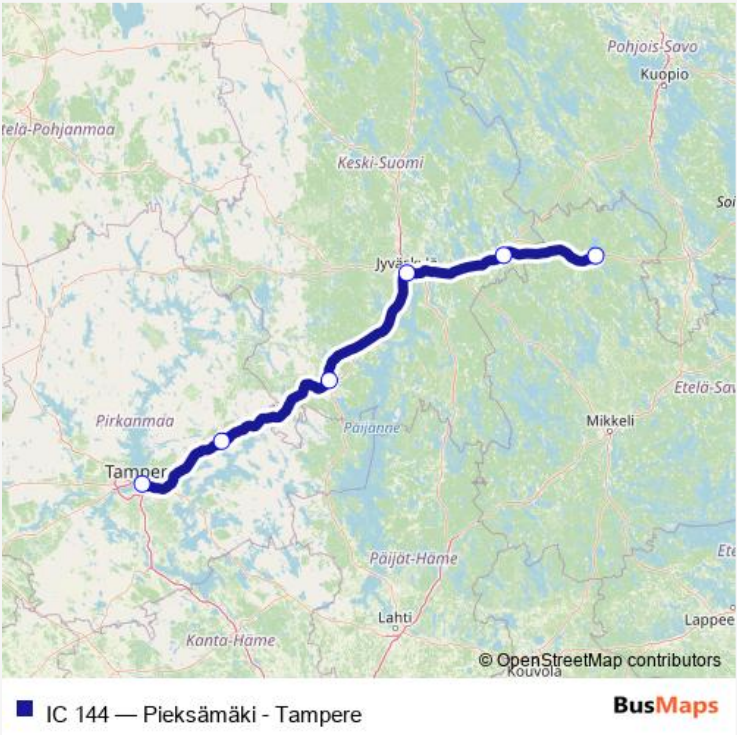 Pohjois-Savo
Kuopio
telä-Pohjanmaa
Keski-Suomi
Soi
Etelä-Sav
Pirkanmaa
Päijänne
Mikkeli
Tamper
Päijät-Häme
Ete
Lahti
Lappee
Kanta-Häme
© OpenStreetMap contributors
Kouvola
IC 144 — Pieksämäki - Tampere
BusMaps